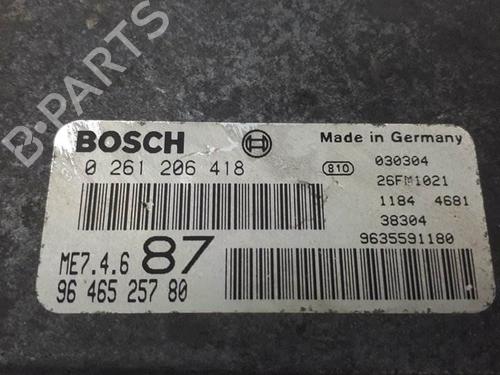 B-PARTS
BOSCH
Made in Germany
0 261 206 418
810
030304
26FM1021
1184 4681
38304
9635591180
ME7.4.6 87
96 465 257 80